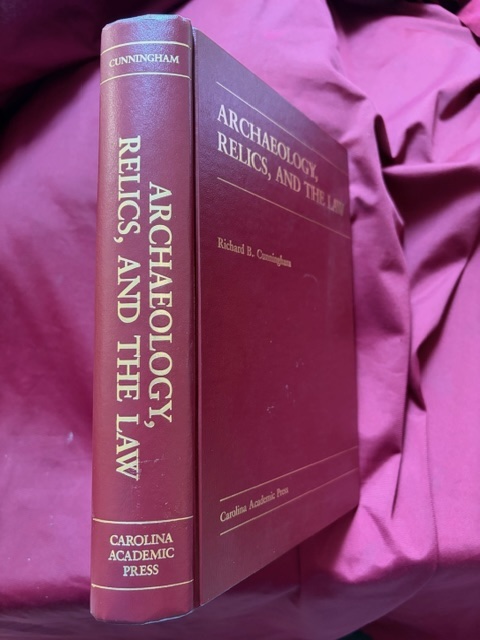 CUNNINGHAM
ARCHAEOLOGY,
RELICS, AND THE LAW
CAROLINA
ACADEMIC
PRESS
ARCHAEOLOGY,
RELICS, AND THE LAW
Richard B. Cunningham
Carolina Academic Press